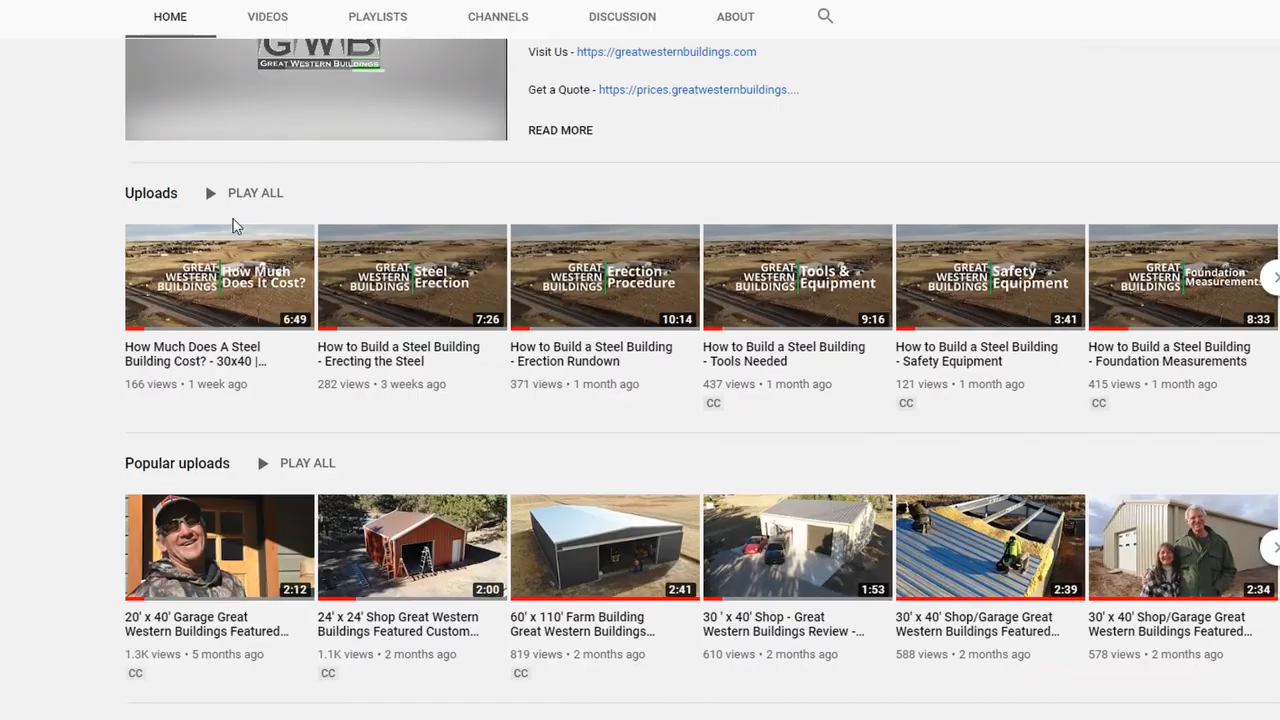 HOME VIDEOS PLAYLISTS CHANNELS DISCUSSION ABOUT
GWB
GREAT WESTERN BUILDINGS
Visit Us - https://greatwesternbuildings.com
Get a Quote - https://prices.greatwesternbuildings....
READ MORE
Uploads PLAY ALL
GREAT WESTERN BUILDINGS How Much Does It Cost?
6:49
GREAT WESTERN BUILDINGS Steel Erection
7:26
GREAT WESTERN BUILDINGS Erection Procedure
10:14
GREAT WESTERN BUILDINGS Tools & Equipment
9:16
GREAT WESTERN BUILDINGS Safety Equipment
3:41
GREAT WESTERN BUILDINGS Foundation Measurements
8:33
How Much Does A Steel
Building Cost? - 30x40 |...
166 views • 1 week ago
How to Build a Steel Building
- Erecting the Steel
282 views • 3 weeks ago
How to Build a Steel Building
- Erection Rundown
371 views • 1 month ago
How to Build a Steel Building
- Tools Needed
437 views • 1 month ago
CC
How to Build a Steel Building
- Safety Equipment
121 views • 1 month ago
CC
How to Build a Steel Building
- Foundation Measurements
415 views • 1 month ago
CC
Popular uploads PLAY ALL
2:12
20' x 40' Garage Great
Western Buildings Featured...
1.3K views • 5 months ago
CC
2:00
24' x 24' Shop Great Western
Buildings Featured Custom...
1.1K views • 2 months ago
CC
2:41
60' x 110' Farm Building
Great Western Buildings...
819 views • 2 months ago
CC
1:53
30 ' x 40' Shop - Great
Western Buildings Review -...
610 views • 2 months ago
2:39
30' x 40' Shop/Garage Great
Western Buildings Featured...
588 views • 2 months ago
2:34
30' x 40' Shop/Garage Great
Western Buildings Featured...
578 views • 2 months ago